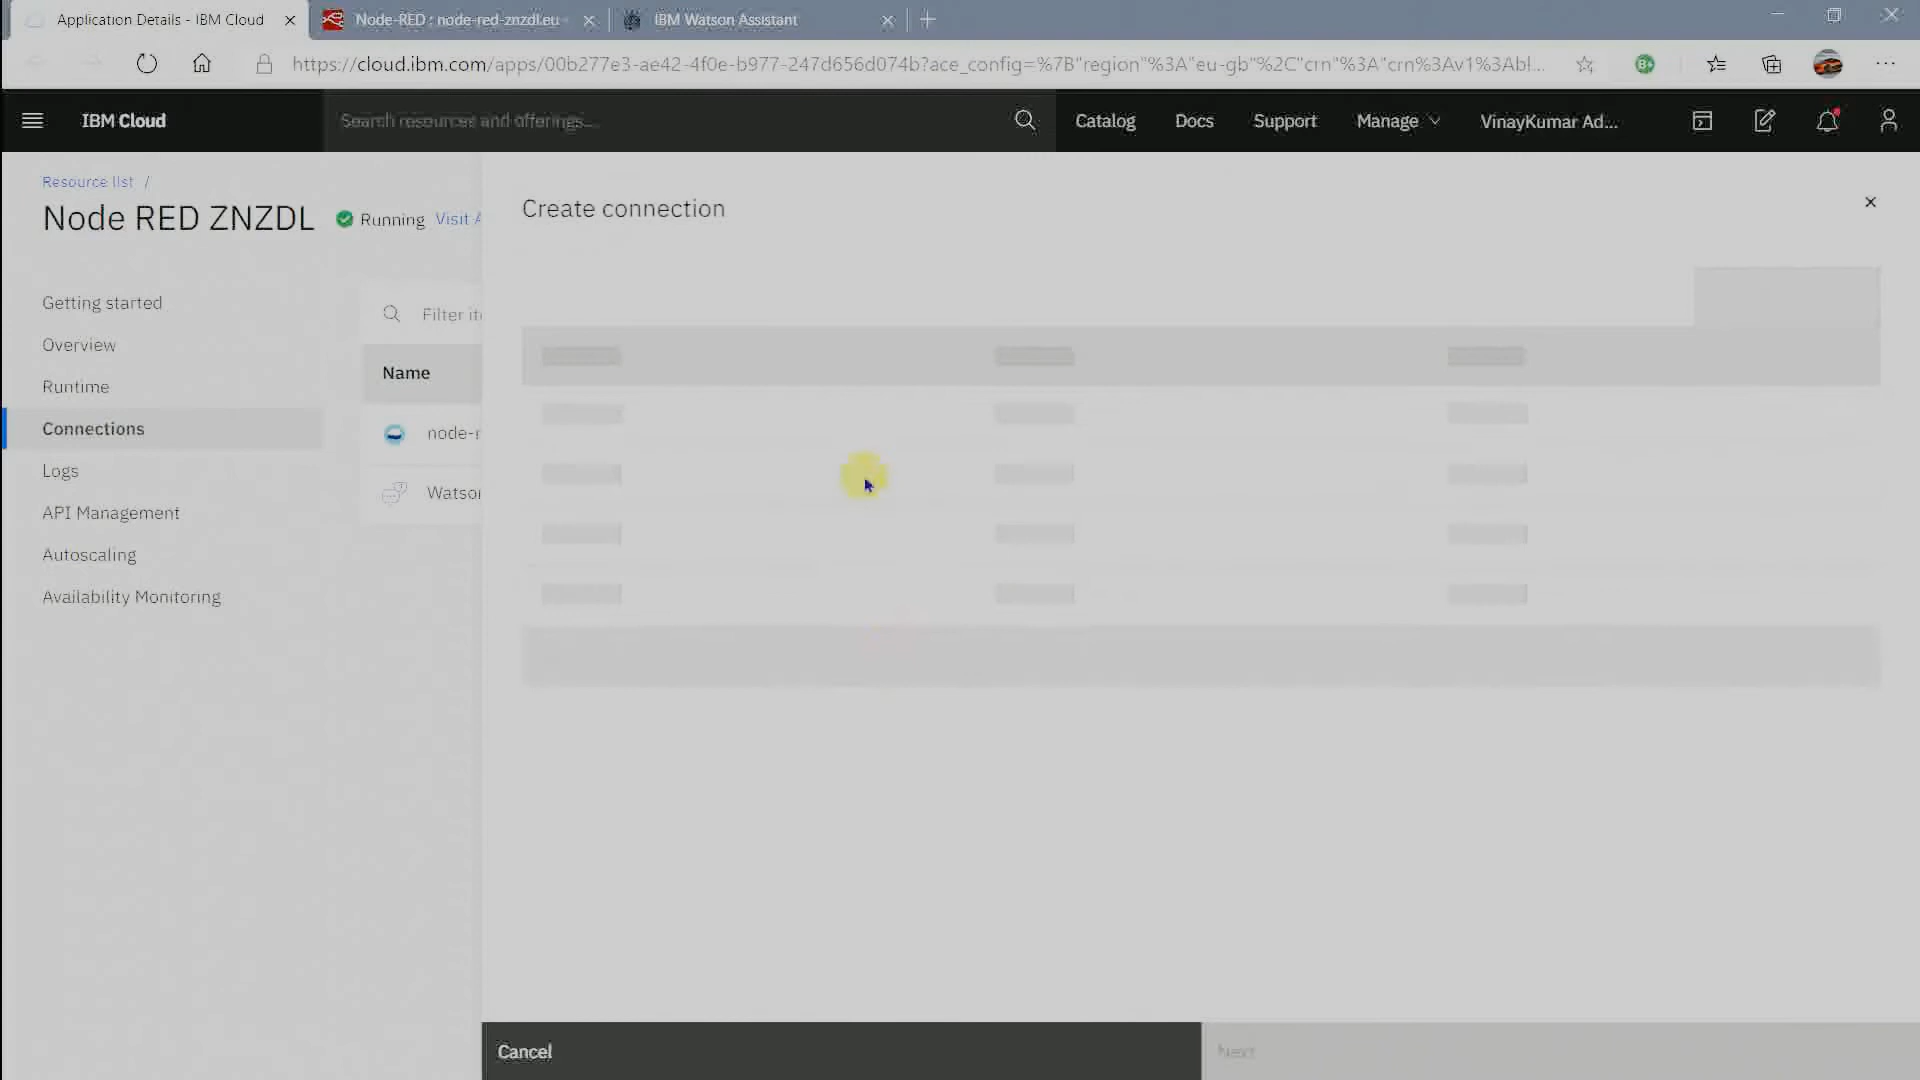 Application Details - IBM Cloud
Node-RED : node-red-znzdl.eu-
IBM Watson Assistant
https://cloud.ibm.com/apps/00b277e3-ae42-4f0e-b977-247d656d074b?ace_config=%7B"region"%3A"eu-gb"%2C"crn"%3A"crn%3Av1%3Abl...
B+
IBM Cloud
Search resources and offerings...
Catalog
Docs
Support
Manage
VinayKumar Ad...
Resource list /
Node RED ZNZDL
Running
Visit A
Create connection
Getting started
Overview
Runtime
Connections
Logs
API Management
Autoscaling
Availability Monitoring
Filter ite
Name
node-r
Watson
Cancel
Next